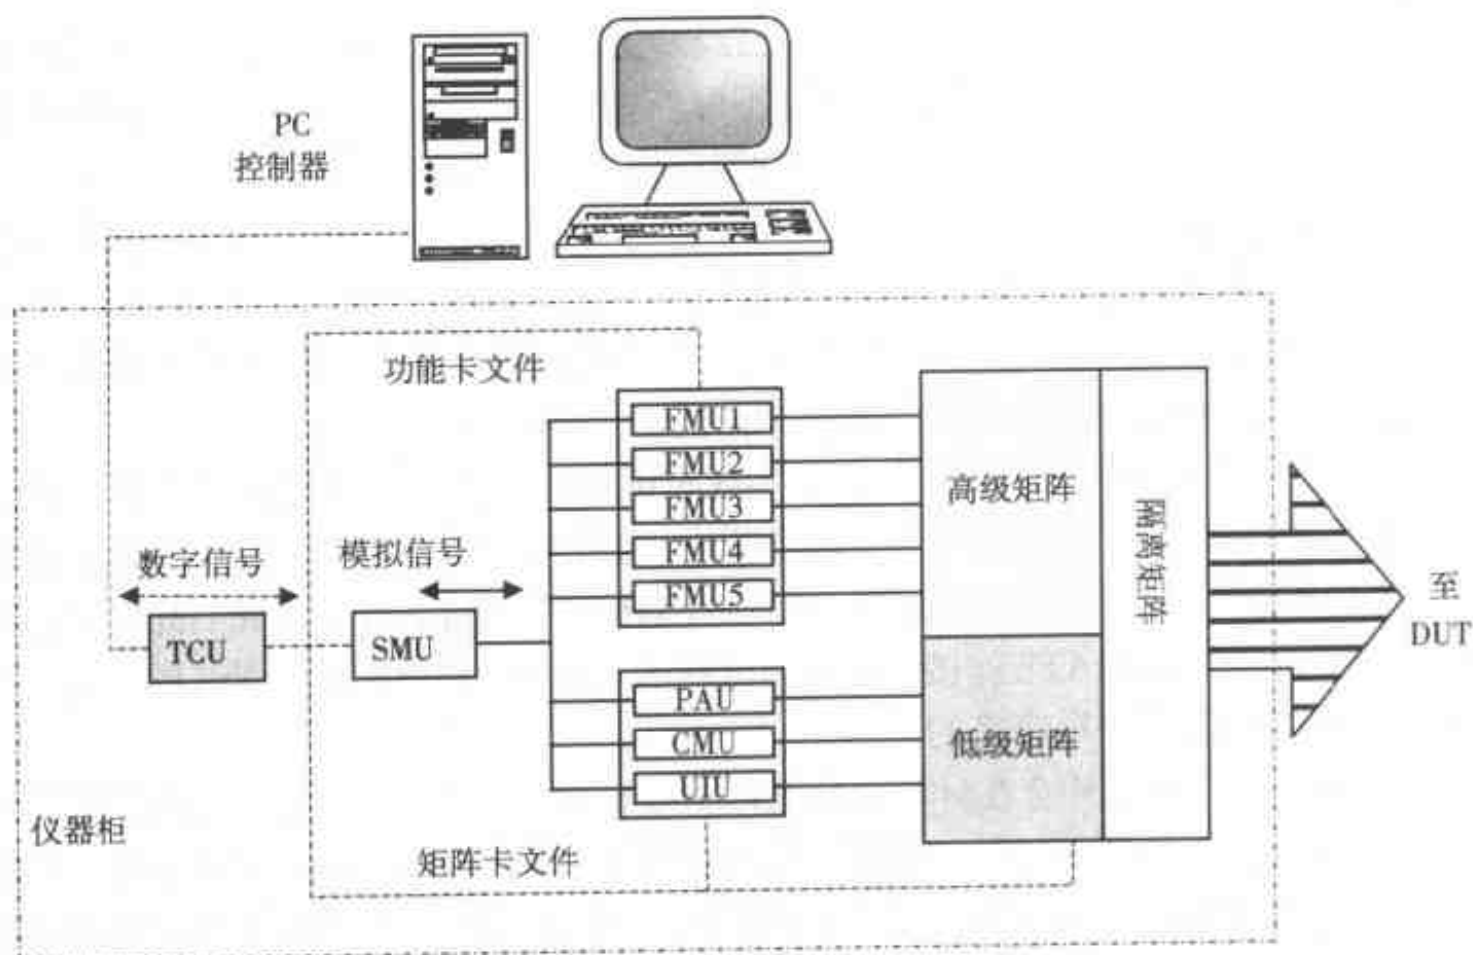 PC
控制器
功能卡文件
FMU1
FMU2
FMU3
FMU4
FMU5
高级矩阵
隔离矩阵
数字信号
模拟信号
TCU
SMU
至
DUT
PAU
CMU
UIU
低级矩阵
仪器柜
矩阵卡文件